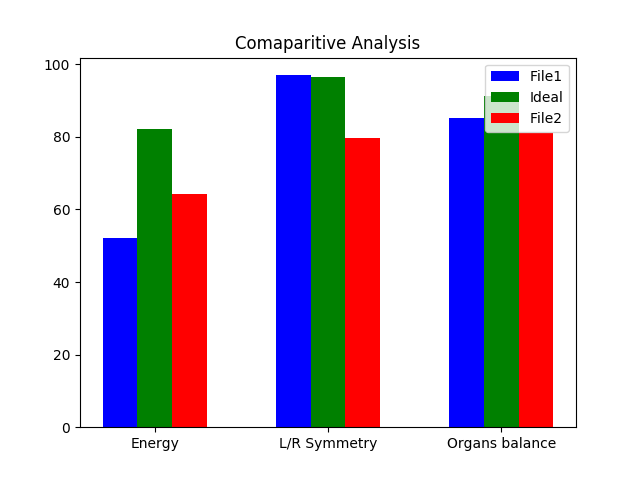 Comaparitive Analysis
100
80
60
40
20
0
File1
Ideal
File2
Energy
L/R Symmetry
Organs balance